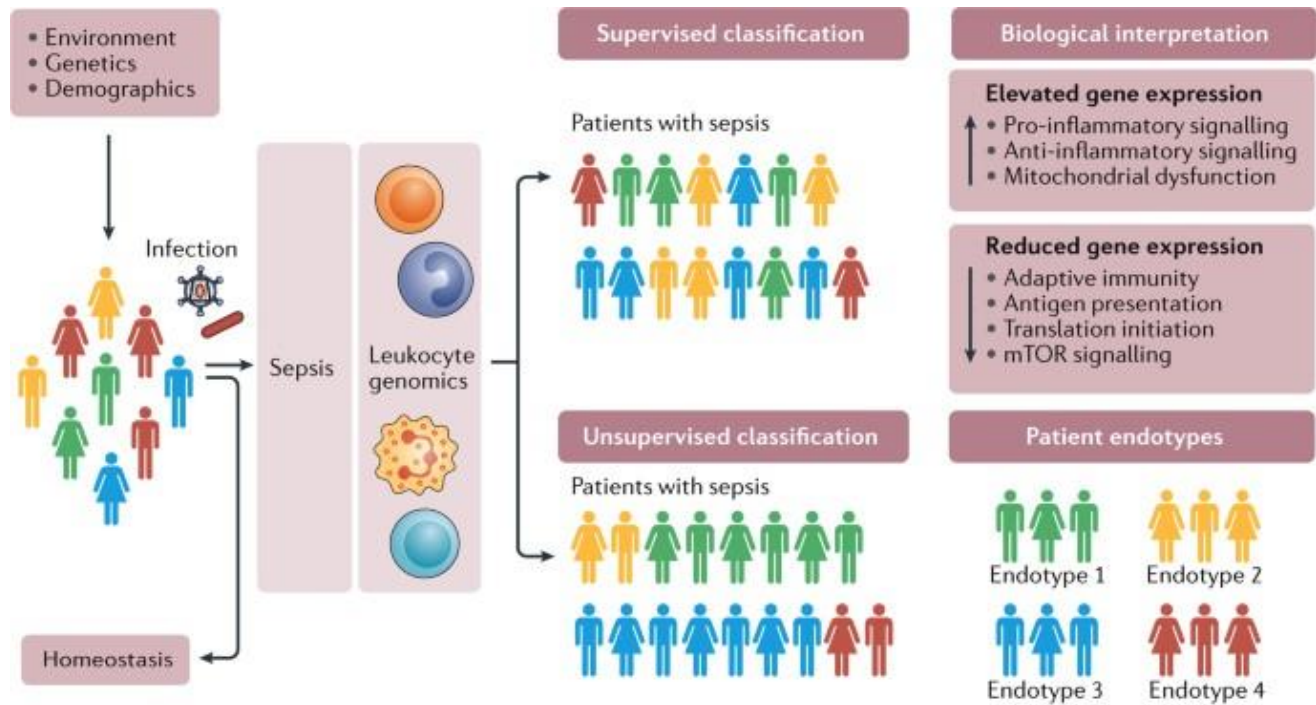 • Environment
• Genetics
• Demographics
Infection
Sepsis
Leukocyte
genomics
Homeostasis
Supervised classification
Patients with sepsis
Unsupervised classification
Patients with sepsis
Biological interpretation
Elevated gene expression
• Pro-inflammatory signalling
• Anti-inflammatory signalling
• Mitochondrial dysfunction
Reduced gene expression
• Adaptive immunity
• Antigen presentation
• Translation initiation
• mTOR signalling
Patient endotypes
Endotype 1
Endotype 2
Endotype 3
Endotype 4